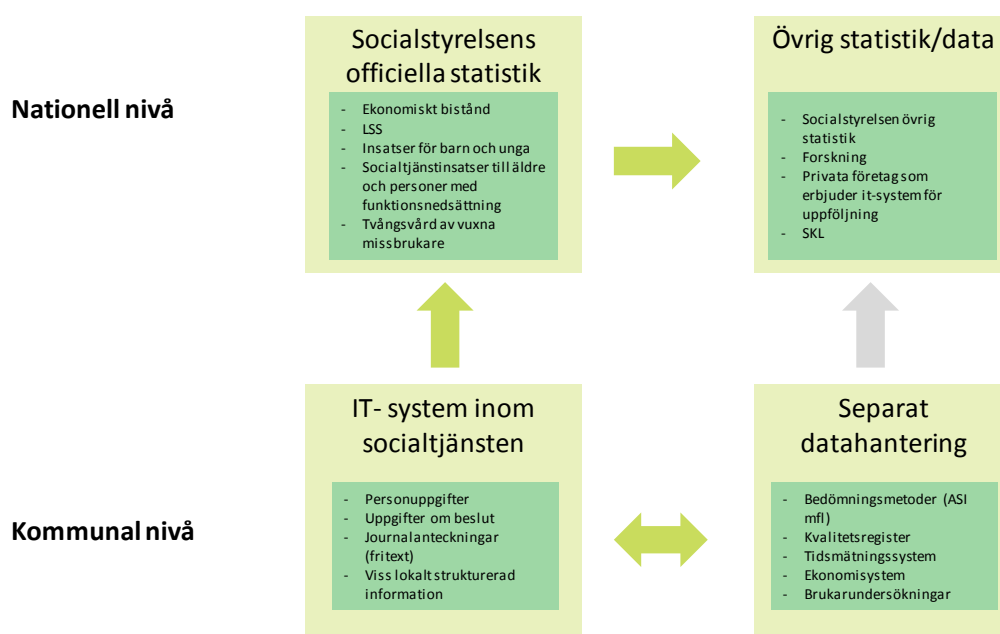 Nationell nivå
Socialstyrelsens
officiella statistik
- Ekonomiskt bistånd
- LSS
- Insatser för barn och unga
- Socialtjänstinsatser till äldre
och personer med
funktionsnedsättning
- Tvångsvård av vuxna
missbrukare
Övrig statistik/data
- Socialstyrelsen övrig
statistik
- Forskning
- Privata företag som
erbjuder it-system för
uppföljning
- SKL
Kommunal nivå
IT- system inom
socialtjänsten
- Personuppgifter
- Uppgifter om beslut
- Journalanteckningar
(fritext)
- Viss lokalt strukturerad
information
Separat
datahantering
- Bedömningsmetoder (ASI
mfl)
- Kvalitetsregister
- Tidsmätningssystem
- Ekonomisystem
- Brukarundersökningar